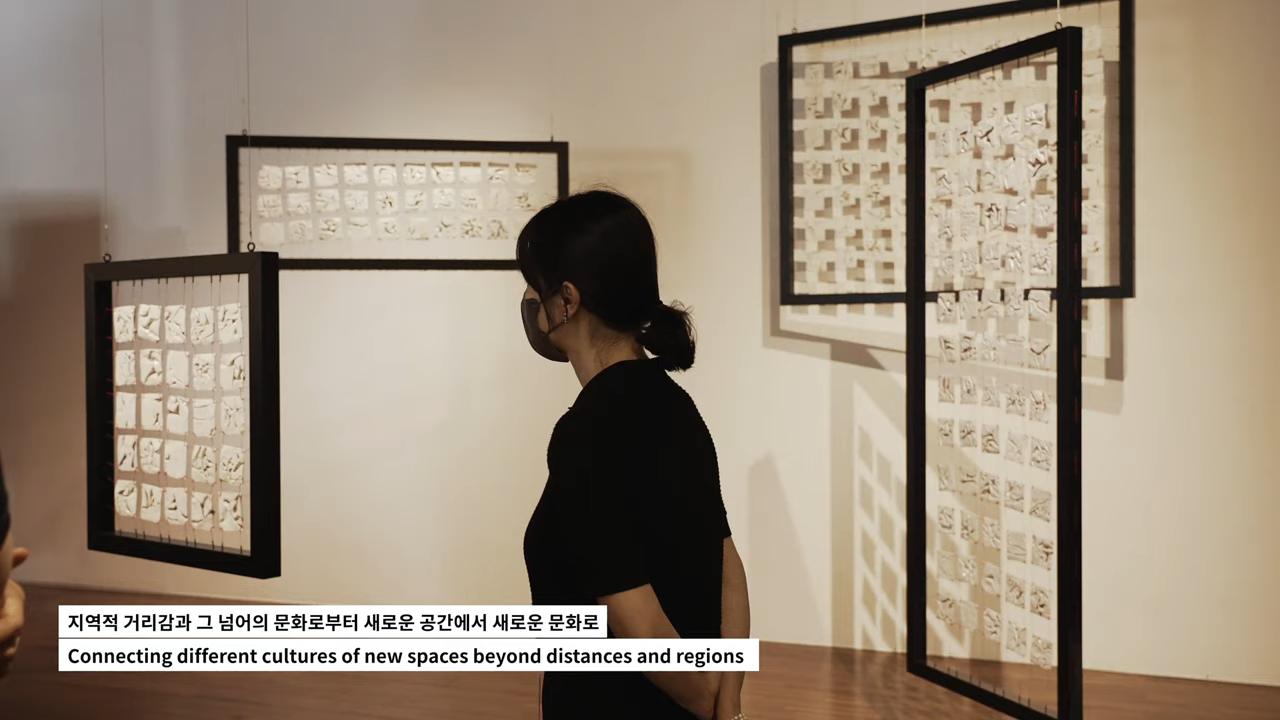 지역적 거리감과 그 넘어의 문화로부터 새로운 공간에서 새로운 문화로
Connecting different cultures of new spaces beyond distances and regions